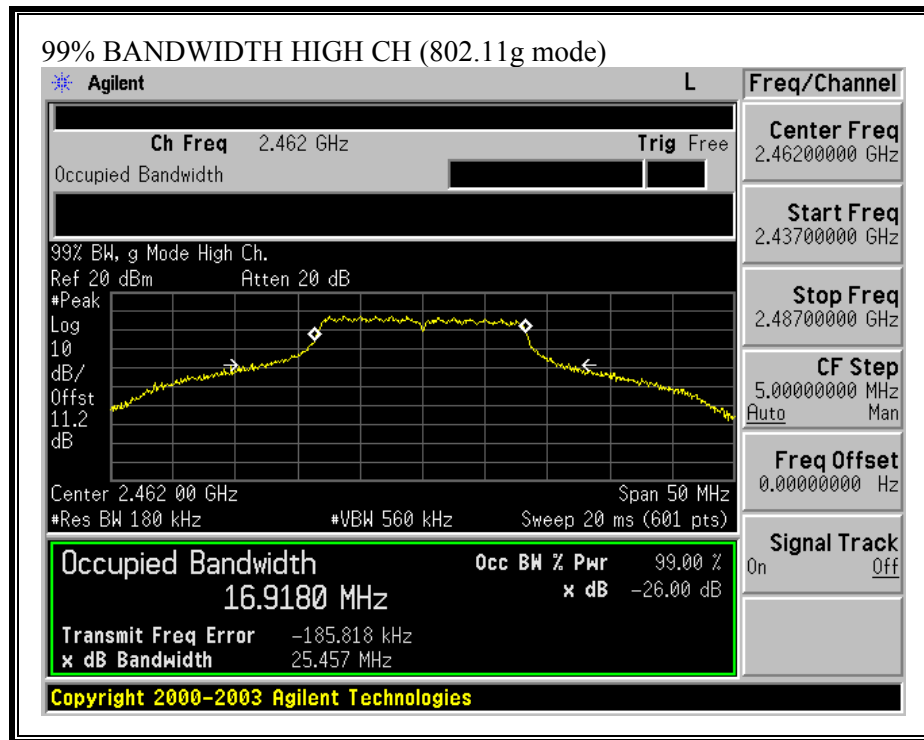 99% BANDWIDTH HIGH CH (802.11g mode)
Agilent L Freq/Channel
Ch Freq 2.462 GHz Trig Free
Occupied Bandwidth
Center Freq
2.46200000 GHz
Start Freq
2.43700000 GHz
Stop Freq
2.48700000 GHz
CF Step
5.00000000 MHz
Auto Man
Freq Offset
0.00000000 Hz
Signal Track
On Off
99% BW, g Mode High Ch.
Ref 20 dBm Atten 20 dB
#Peak
Log
10
dB/
Offst
11.2
dB
Center 2.462 00 GHz Span 50 MHz
#Res BW 180 kHz #VBW 560 kHz Sweep 20 ms (601 pts)
Occupied Bandwidth Occ BW % Pwr 99.00 %
16.9180 MHz x dB -26.00 dB
Transmit Freq Error -185.818 kHz
x dB Bandwidth 25.457 MHz
Copyright 2000-2003 Agilent Technologies